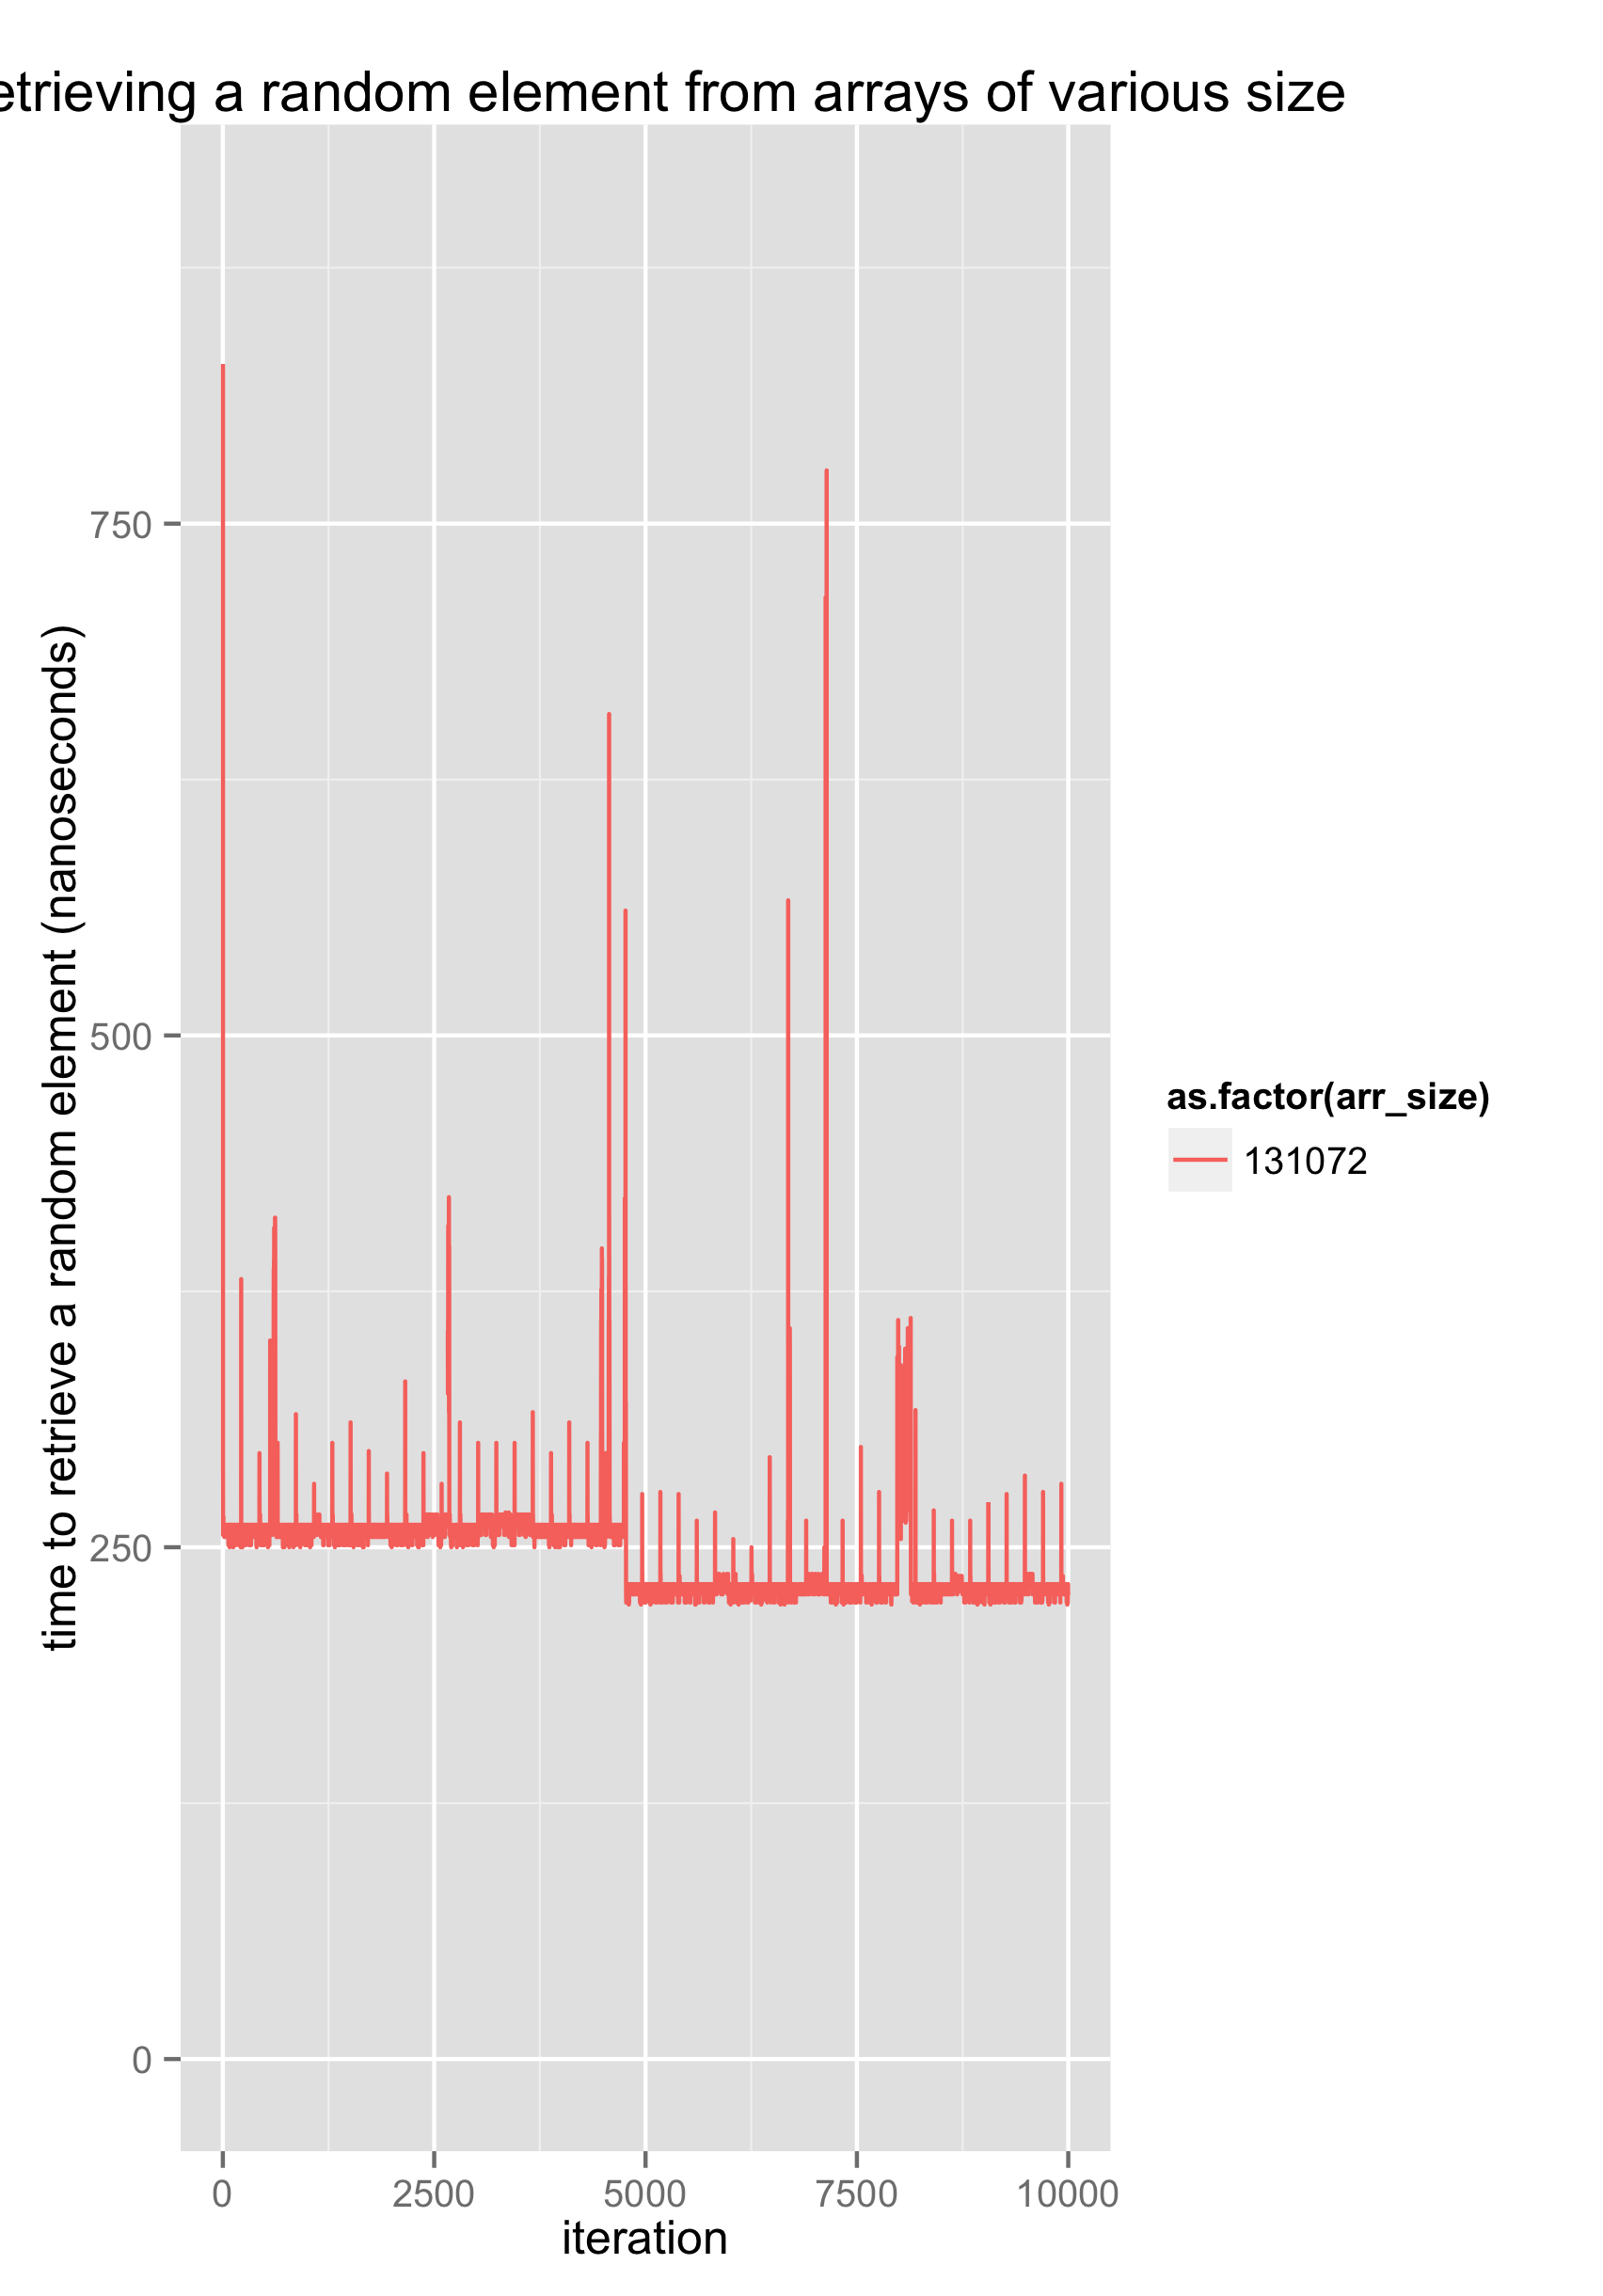 etrieving a random element from arrays of various size
time to retrieve a random element (nanoseconds)
750
500
250
0
0 2500 5000 7500 10000
iteration
as.factor(arr_size)
131072